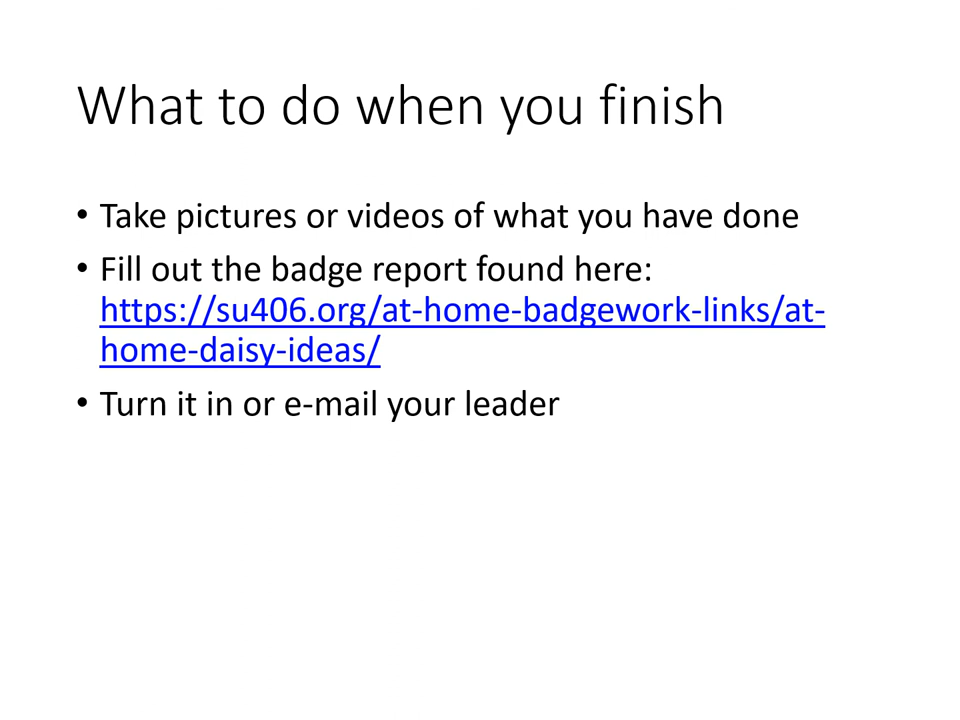 What to do when you finish
• Take pictures or videos of what you have done
• Fill out the badge report found here:
https://su406.org/at-home-badgework-links/at-
home-daisy-ideas/
• Turn it in or e-mail your leader